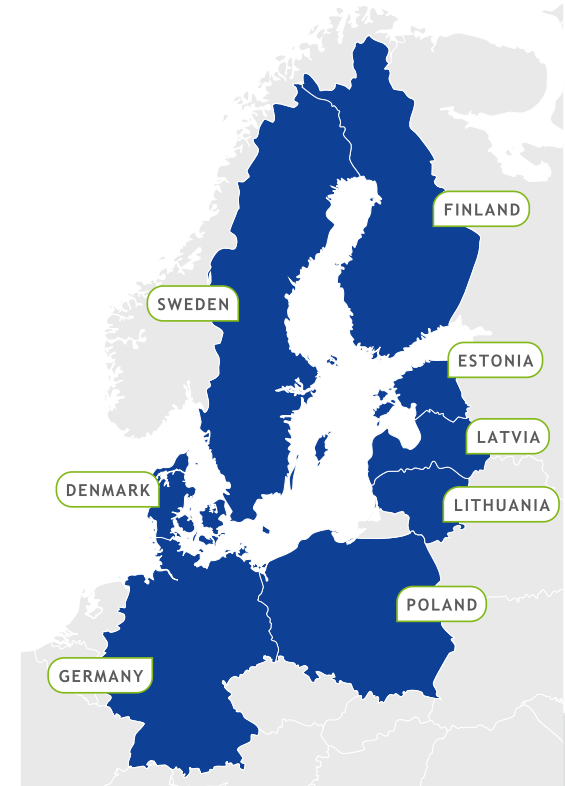 FINLAND
SWEDEN
ESTONIA
LATVIA
DENMARK
LITHUANIA
POLAND
GERMANY